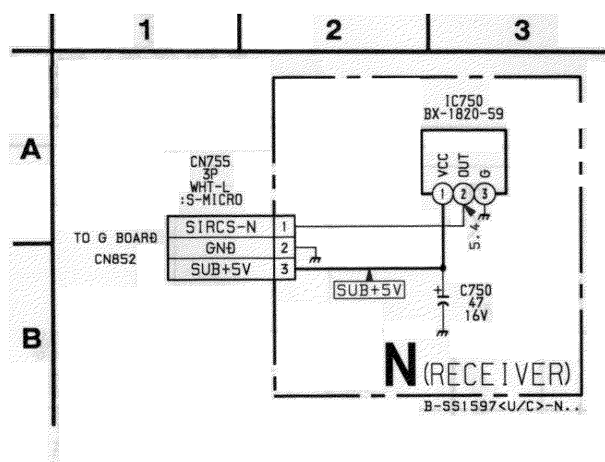 1 2 3
A
B
IC750
BX-1820-59
VCC
OUT
G
1 2 3
5.4
CN755
3P
WHT-L
:S-MICRO
TO G BOARD
CN852
SIRCS-N 1
GND 2
SUB+5V 3
SUB+5V
+
C750
47
16V
N (RECEIVER)
B-SS1597<U/C>-N..